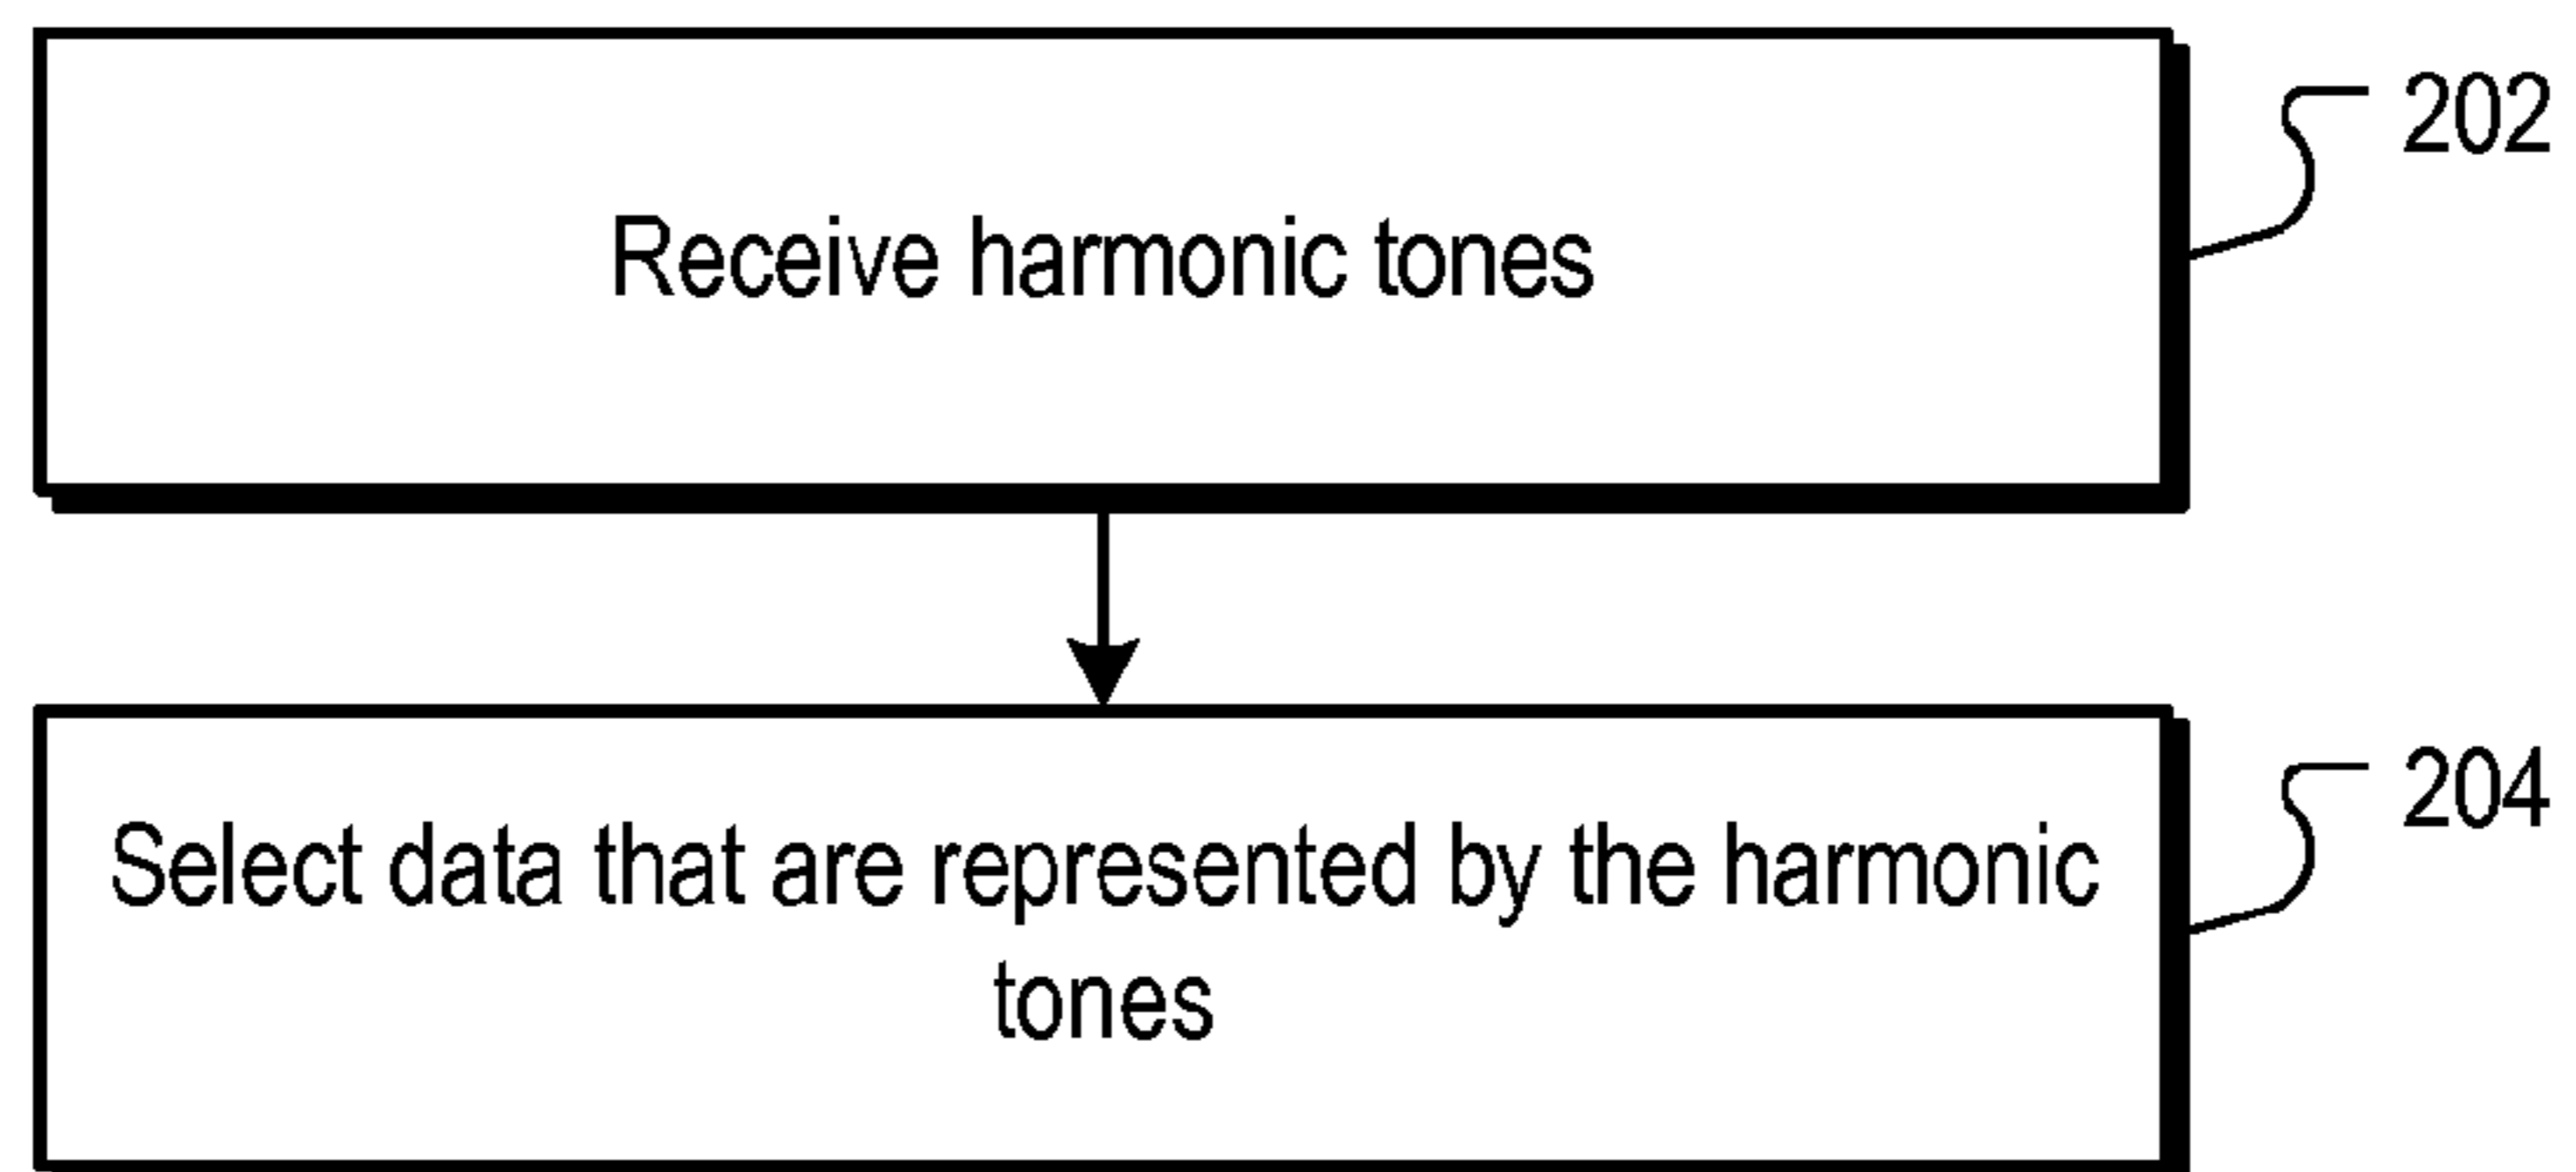 Receive harmonic tones
202
Select data that are represented by the harmonic
tones
204